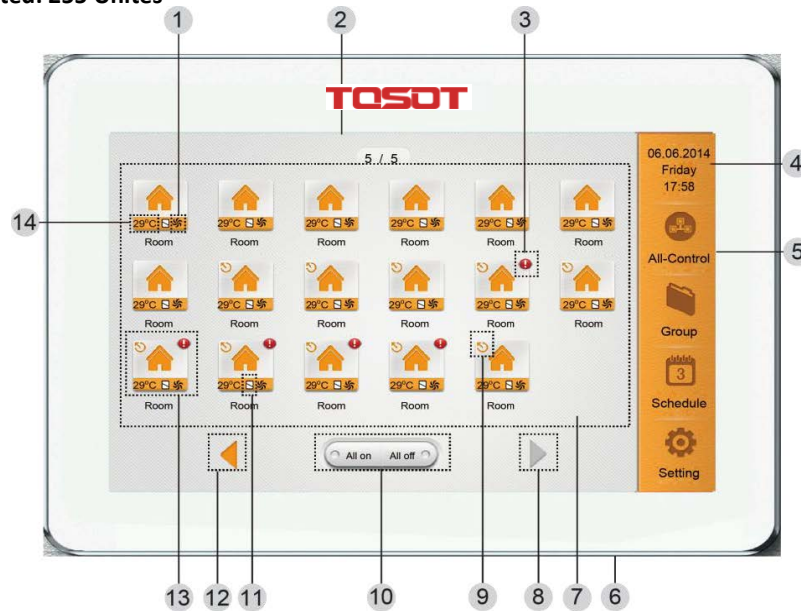 255 Unites
1 2 3
TOSOT
5 / 5
06.06.2014
4
Friday
17:58
14
29°C 29°C 29°C 29°C 29°C 29°C
Room Room Room Room Room Room
All-Control
5
29°C 29°C 29°C 29°C 29°C 29°C
Room Room Room Room Room Room
Group
29°C 29°C 29°C 29°C 29°C
Room Room Room Room Room
3
Schedule
All on All off
Setting
13 12 11 10 9 8 7 6